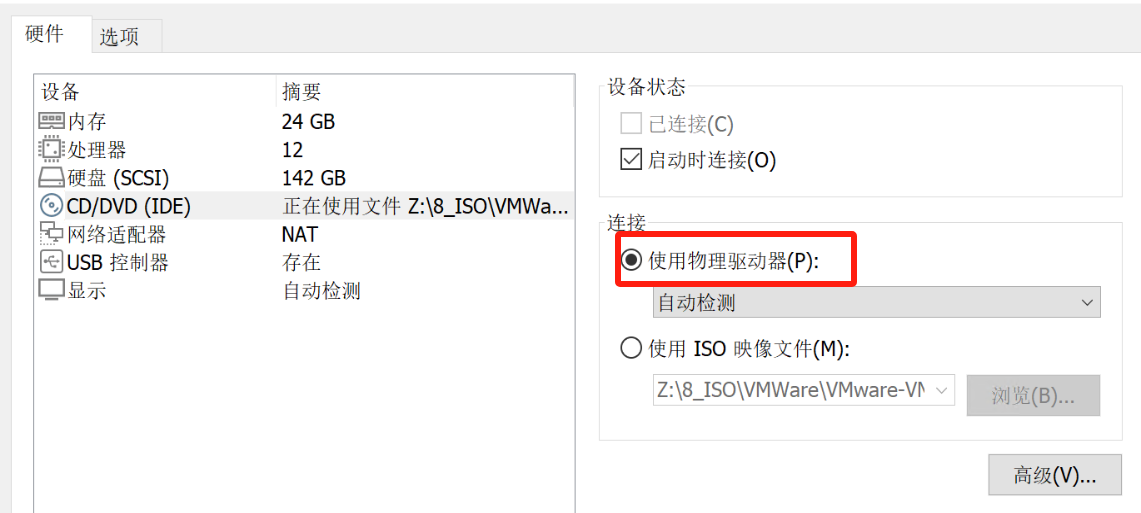 硬件 选项
设备 摘要
内存 24 GB
处理器 12
硬盘 (SCSI) 142 GB
CD/DVD (IDE) 正在使用文件 Z:\8_ISO\VMWa...
网络适配器 NAT
USB 控制器 存在
显示 自动检测
设备状态
已连接(C)
启动时连接(O)
连接
使用物理驱动器(P):
自动检测
使用 ISO 映像文件(M):
Z:\8_ISO\VMWare\VMware-VM 浏览(B)...
高级(V)...